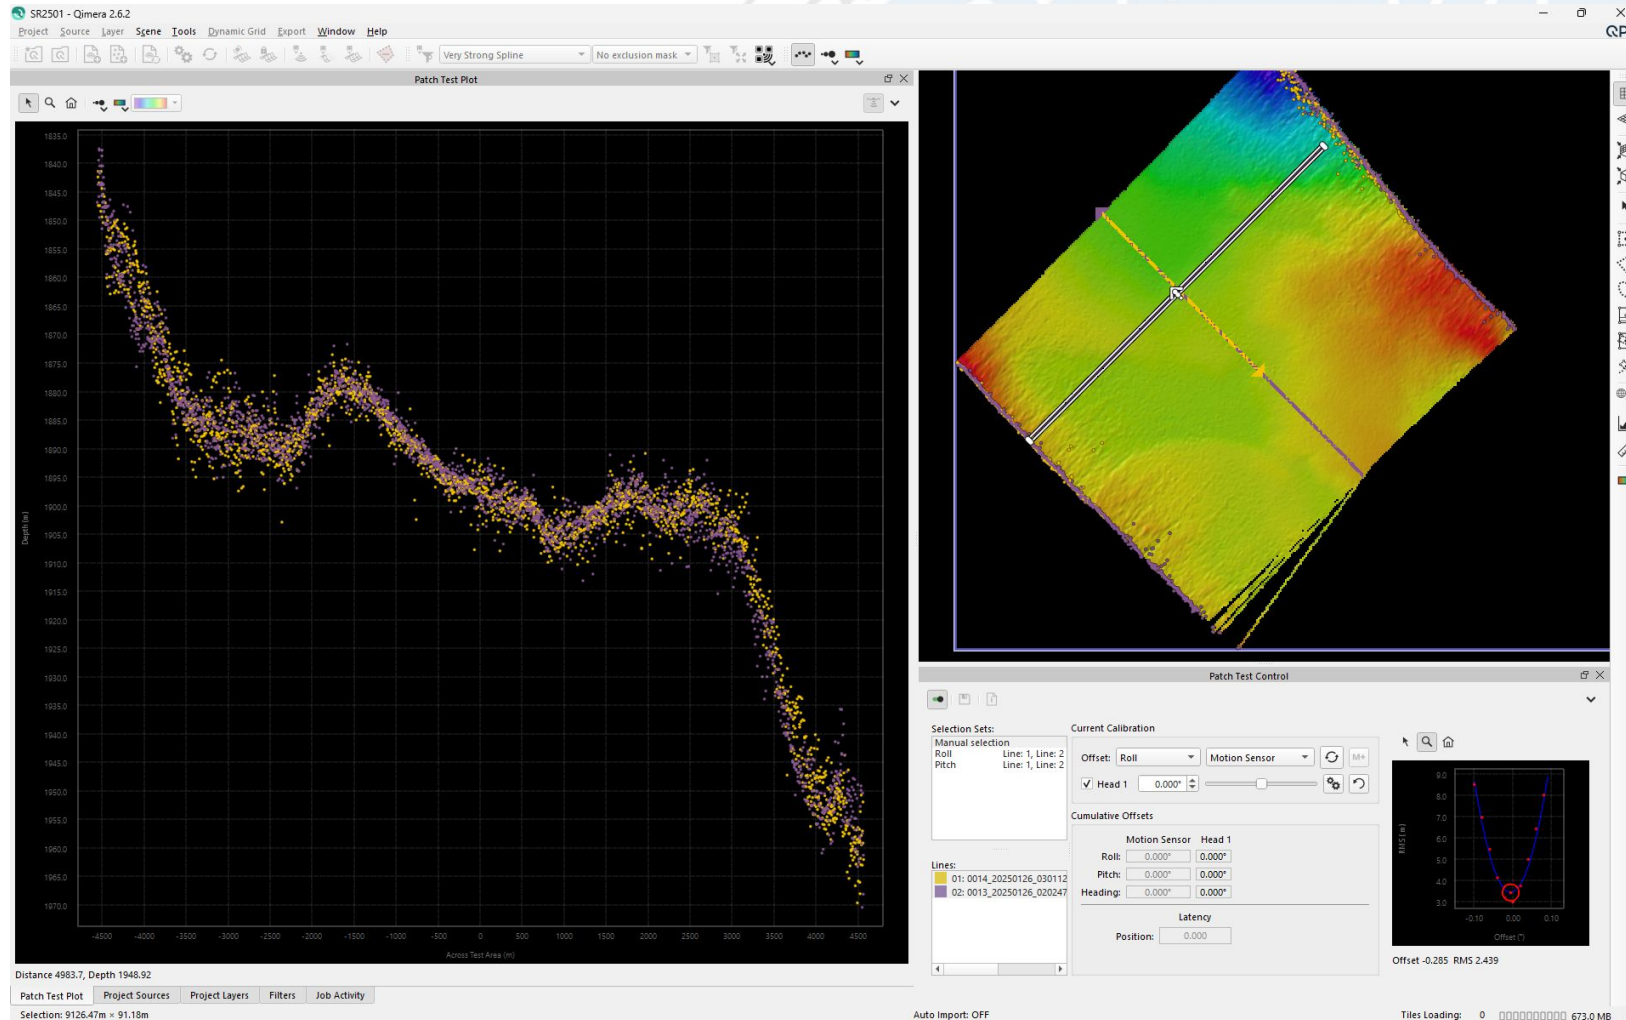 SR2501 - Qimera 2.6.2
Project Source Layer Scene Tools Dynamic Grid Export Window Help
QP
Very Strong Spline
No exclusion mask
Patch Test Plot
1835.0
1840.0
1845.0
1850.0
1855.0
1860.0
1865.0
1870.0
1875.0
1880.0
1885.0
1890.0
1895.0
1900.0
1905.0
1910.0
1915.0
1920.0
1925.0
1930.0
1935.0
1940.0
1945.0
1950.0
1955.0
1960.0
1965.0
1970.0
Depth (m)
-4500 -4000 -3500 -3000 -2500 -2000 -1500 -1000 -500 0 500 1000 1500 2000 2500 3000 3500 4000 4500
Across Test Area (m)
Distance 4983.7, Depth 1948.92
Patch Test Plot Project Sources Project Layers Filters Job Activity
Selection: 9126.47m × 91.18m
Patch Test Control
Selection Sets:
Manual selection
Roll Line: 1, Line: 2
Pitch Line: 1, Line: 2
Lines:
01: 0014_20250126_030112
02: 0013_20250126_020247
Current Calibration
Offset: Roll Motion Sensor M+
Head 1 0.000°
Cumulative Offsets
Motion Sensor Head 1
Roll: 0.000° 0.000°
Pitch: 0.000° 0.000°
Heading: 0.000° 0.000°
Latency
Position: 0.000
9.0
8.0
7.0
6.0
5.0
4.0
3.0
RMS (m)
-0.10 0.00 0.10
Offset (°)
Offset -0.285 RMS 2.439
Auto Import: OFF
Tiles Loading: 0 673.0 MB